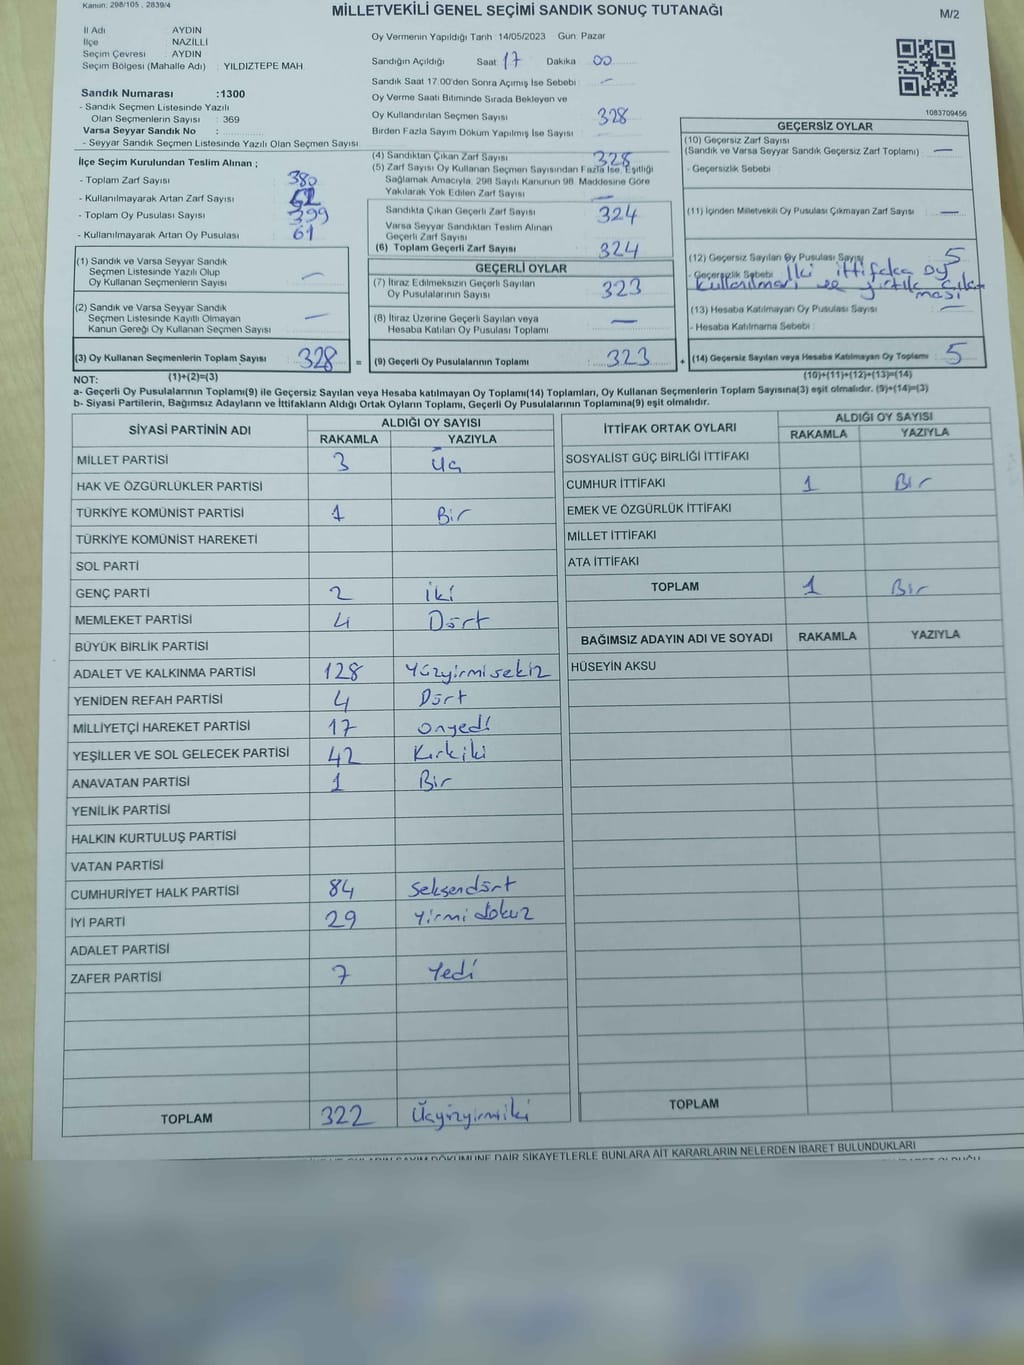 Kanun: 298/105 , 2839/4
MİLLETVEKİLİ GENEL SEÇİMİ SANDIK SONUÇ TUTANAĞI
M/2
İl Adı AYDIN
İlçe NAZİLLİ
Seçim Çevresi AYDIN
Seçim Bölgesi (Mahalle Adı) : YILDIZTEPE MAH.
Sandık Numarası :1300
- Sandık Seçmen Listesinde Yazılı
Olan Seçmenlerin Sayısı : 369
Varsa Seyyar Sandık No :
- Seyyar Sandık Seçmen Listesinde Yazılı Olan Seçmen Sayısı
İlçe Seçim Kurulundan Teslim Alınan ;
- Toplam Zarf Sayısı 380
- Kullanılmayarak Artan Zarf Sayısı
- Toplam Oy Pusulası Sayısı 399
- Kullanılmayarak Artan Oy Pusulası 61
(1) Sandık ve Varsa Seyyar Sandık
Seçmen Listesinde Yazılı Olup
Oy Kullanan Seçmenlerin Sayısı —
(2) Sandık ve Varsa Seyyar Sandık
Seçmen Listesinde Kayıtlı Olmayan
Kanun Gereği Oy Kullanan Seçmen Sayısı —
(3) Oy Kullanan Seçmenlerin Toplam Sayısı 328 =
(1)+(2)=(3)
Oy Vermenin Yapıldığı Tarih :14/05/2023 Gün: Pazar
Sandığın Açıldığı Saat 17 Dakika 00
Sandık Saat 17:00'den Sonra Açımış İse Sebebi : —
Oy Verme Saati Bitiminde Sırada Bekleyen ve
Oy Kullandırılan Seçmen Sayısı 328
Birden Fazla Sayım Döküm Yapılmış İse Sayısı
(4) Sandıktan Çıkan Zarf Sayısı 328
(5) Zarf Sayısı Oy Kullanan Seçmen Sayısından Fazla İse, Eşitliği
Sağlamak Amacıyla, 298 Sayılı Kanunun 98. Maddesine Göre
Yakılarak Yok Edilen Zarf Sayısı —
Sandıkta Çıkan Geçerli Zarf Sayısı 324
Varsa Seyyar Sandıktan Teslim Alınan
Geçerli Zarf Sayısı
(6) Toplam Geçerli Zarf Sayısı 324
GEÇERLİ OYLAR
(7) İtiraz Edilmeksizin Geçerli Sayılan
Oy Pusulalarının Sayısı 323
(8) İtiraz Üzerine Geçerli Sayılan veya
Hesaba Katılan Oy Pusulası Toplamı —
(9) Geçerli Oy Pusulalarının Toplamı : 323 +
1083709456
GEÇERSİZ OYLAR
(10) Geçersiz Zarf Sayısı
(Sandık ve Varsa Seyyar Sandık Geçersiz Zarf Toplamı) —
- Geçersizlik Sebebi
(11) İçinden Milletvekili Oy Pusulası Çıkmayan Zarf Sayısı —
(12) Geçersiz Sayılan Oy Pusulası Sayısı 5
- Geçersizlik Sebebi : İki ittifaka oy
kullanılması ve yırtık çık
ması
(13) Hesaba Katılmayan Oy Pusulası Sayısı —
- Hesaba Katılmama Sebebi :
(14) Geçersiz Sayılan veya Hesaba Katılmayan Oy Toplamı : 5
(10)+(11)+(12)+(13)=(14)
NOT:
a- Geçerli Oy Pusulalarının Toplamı(9) ile Geçersiz Sayılan veya Hesaba katılmayan Oy Toplamı(14) Toplamları, Oy Kullanan Seçmenlerin Toplam Sayısına(3) eşit olmalıdır. (9)+(14)=(3)
b- Siyasi Partilerin, Bağımsız Adayların ve İttifakların Aldığı Ortak Oyların Toplamı, Geçerli Oy Pusulalarının Toplamına(9) eşit olmalıdır.
SİYASİ PARTİNİN ADI
ALDIĞI OY SAYISI
RAKAMLA YAZIYLA
MİLLET PARTİSİ 3 Üç
HAK VE ÖZGÜRLÜKLER PARTİSİ
TÜRKİYE KOMÜNİST PARTİSİ 1 Bir
TÜRKİYE KOMÜNİST HAREKETİ
SOL PARTİ
GENÇ PARTİ 2 iki
MEMLEKET PARTİSİ 4 Dört
BÜYÜK BİRLİK PARTİSİ
ADALET VE KALKINMA PARTİSİ 128 Yüzyirmisekiz
YENİDEN REFAH PARTİSİ 4 Dört
MİLLİYETÇİ HAREKET PARTİSİ 17 onyedi
YEŞİLLER VE SOL GELECEK PARTİSİ 42 Kırkiki
ANAVATAN PARTİSİ 1 Bir
YENİLİK PARTİSİ
HALKIN KURTULUŞ PARTİSİ
VATAN PARTİSİ
CUMHURİYET HALK PARTİSİ 84 Seksendört
İYİ PARTİ 29 Yirmi dokuz
ADALET PARTİSİ
ZAFER PARTİSİ 7 Yedi
TOPLAM 322 Üçyüzyirmiiki
İTTİFAK ORTAK OYLARI
ALDIĞI OY SAYISI
RAKAMLA YAZIYLA
SOSYALİST GÜÇ BİRLİĞİ İTTİFAKI
CUMHUR İTTİFAKI 1 Bir
EMEK VE ÖZGÜRLÜK İTTİFAKI
MİLLET İTTİFAKI
ATA İTTİFAKI
TOPLAM 1 Bir
BAĞIMSIZ ADAYIN ADI VE SOYADI RAKAMLA YAZIYLA
HÜSEYİN AKSU
TOPLAM
DÖKÜMÜNE DAİR ŞİKAYETLERLE BUNLARA AİT KARARLARIN NELERDEN İBARET BULUNDUKLARI